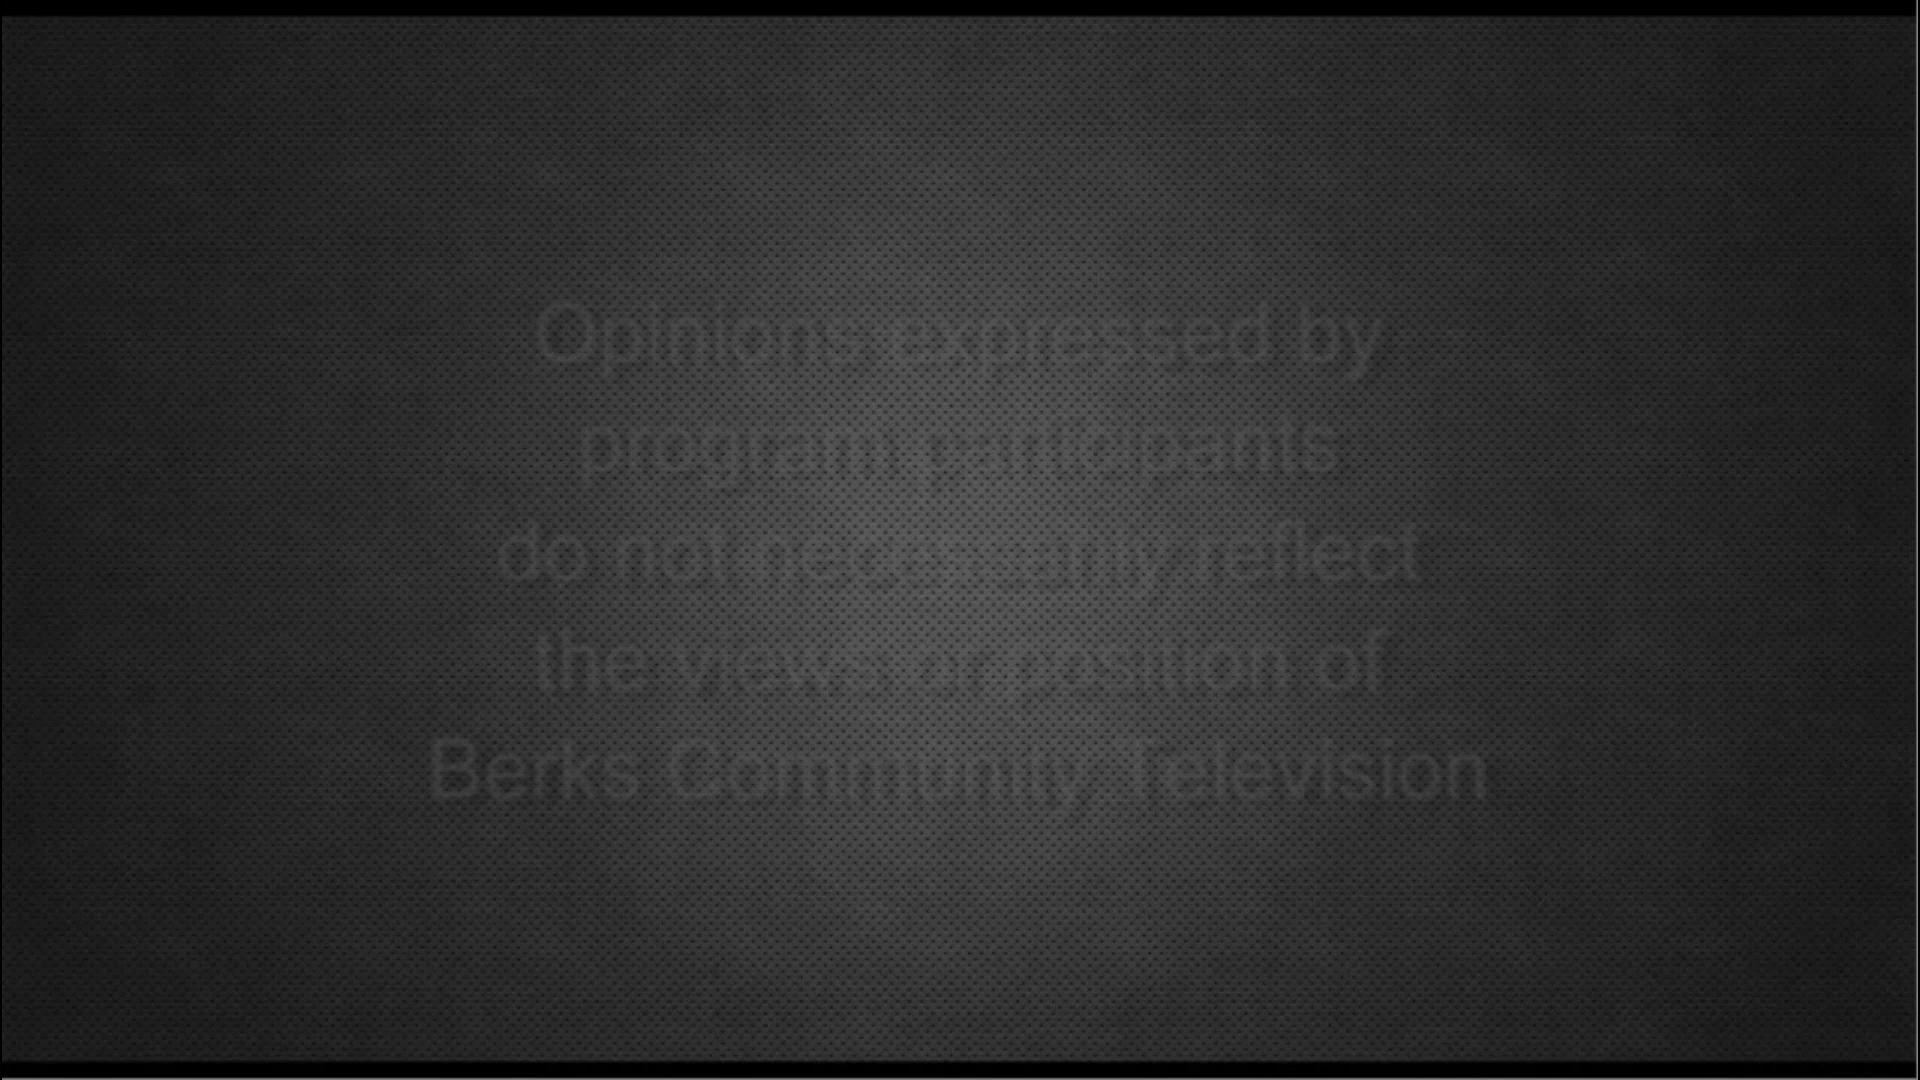 Opinions expressed by
program participants
do not necessarily reflect
the views or position of
Berks Community Television